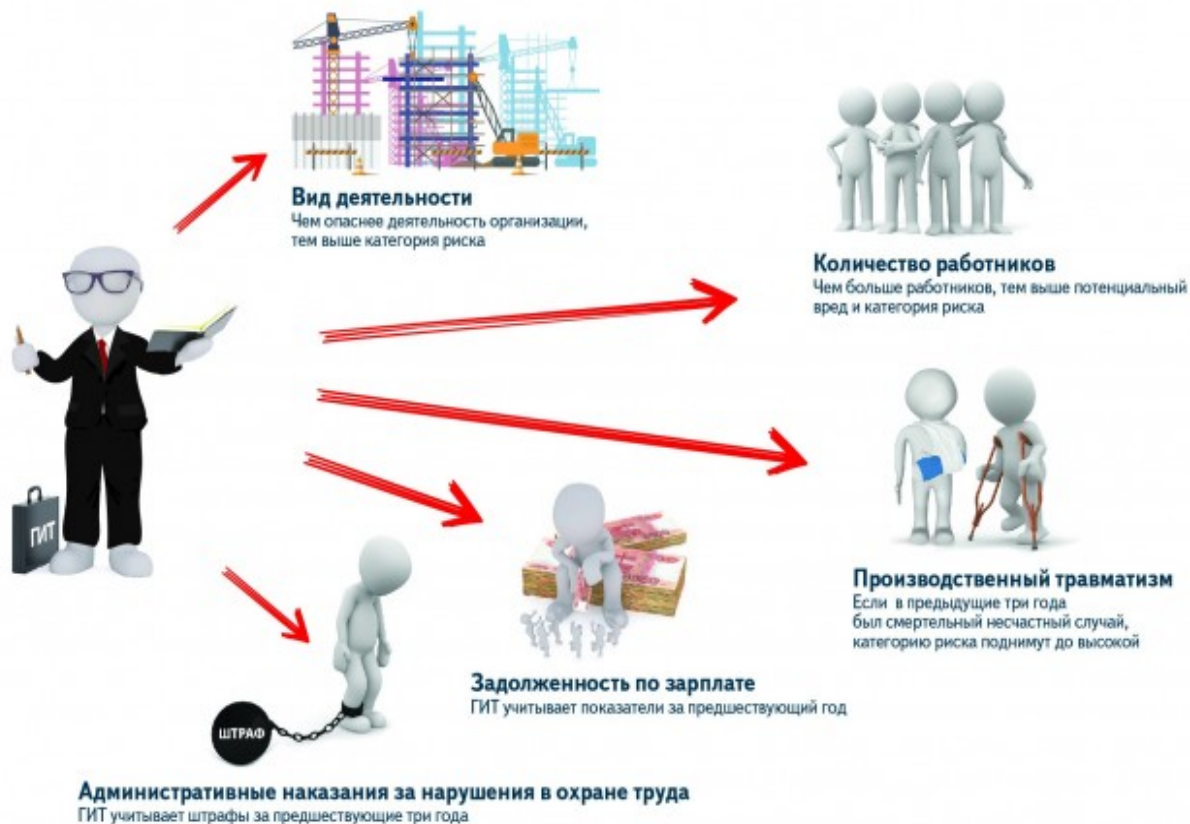 Вид деятельности
Чем опаснее деятельность организации,
тем выше категория риска
Количество работников
Чем больше работников, тем выше потенциальный
вред и категория риска
ГИТ
Производственный травматизм
Если в предыдущие три года
был смертельный несчастный случай,
категорию риска поднимут до высокой
Задолженность по зарплате
ГИТ учитывает показатели за предшествующий год
ШТРАФ
Административные наказания за нарушения в охране труда
ГИТ учитывает штрафы за предшествующие три года